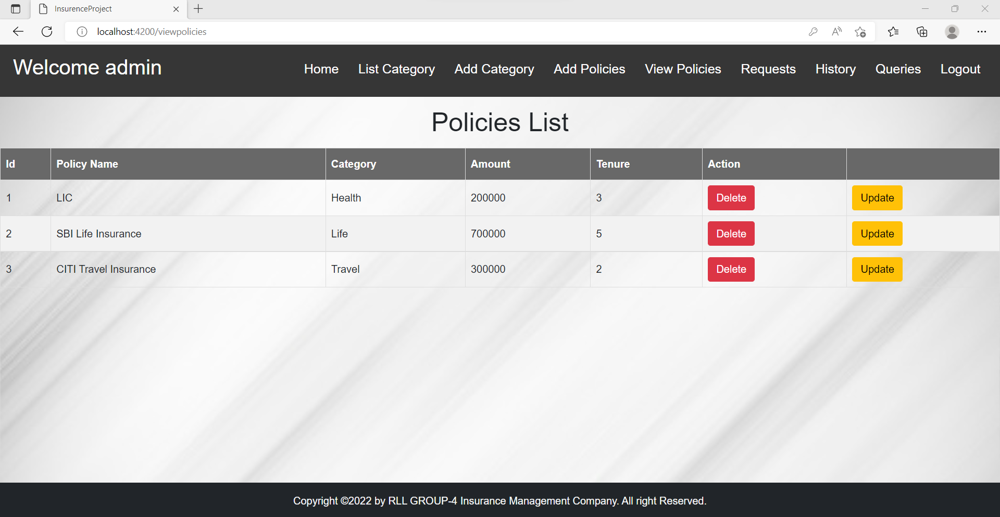 InsurenceProject
localhost:4200/viewpolicies
Welcome admin Home List Category Add Category Add Policies View Policies Requests History Queries Logout
Policies List
Id Policy Name Category Amount Tenure Action
1 LIC Health 200000 3 Delete Update
2 SBI Life Insurance Life 700000 5 Delete Update
3 CITI Travel Insurance Travel 300000 2 Delete Update
Copyright ©2022 by RLL GROUP-4 Insurance Management Company. All right Reserved.